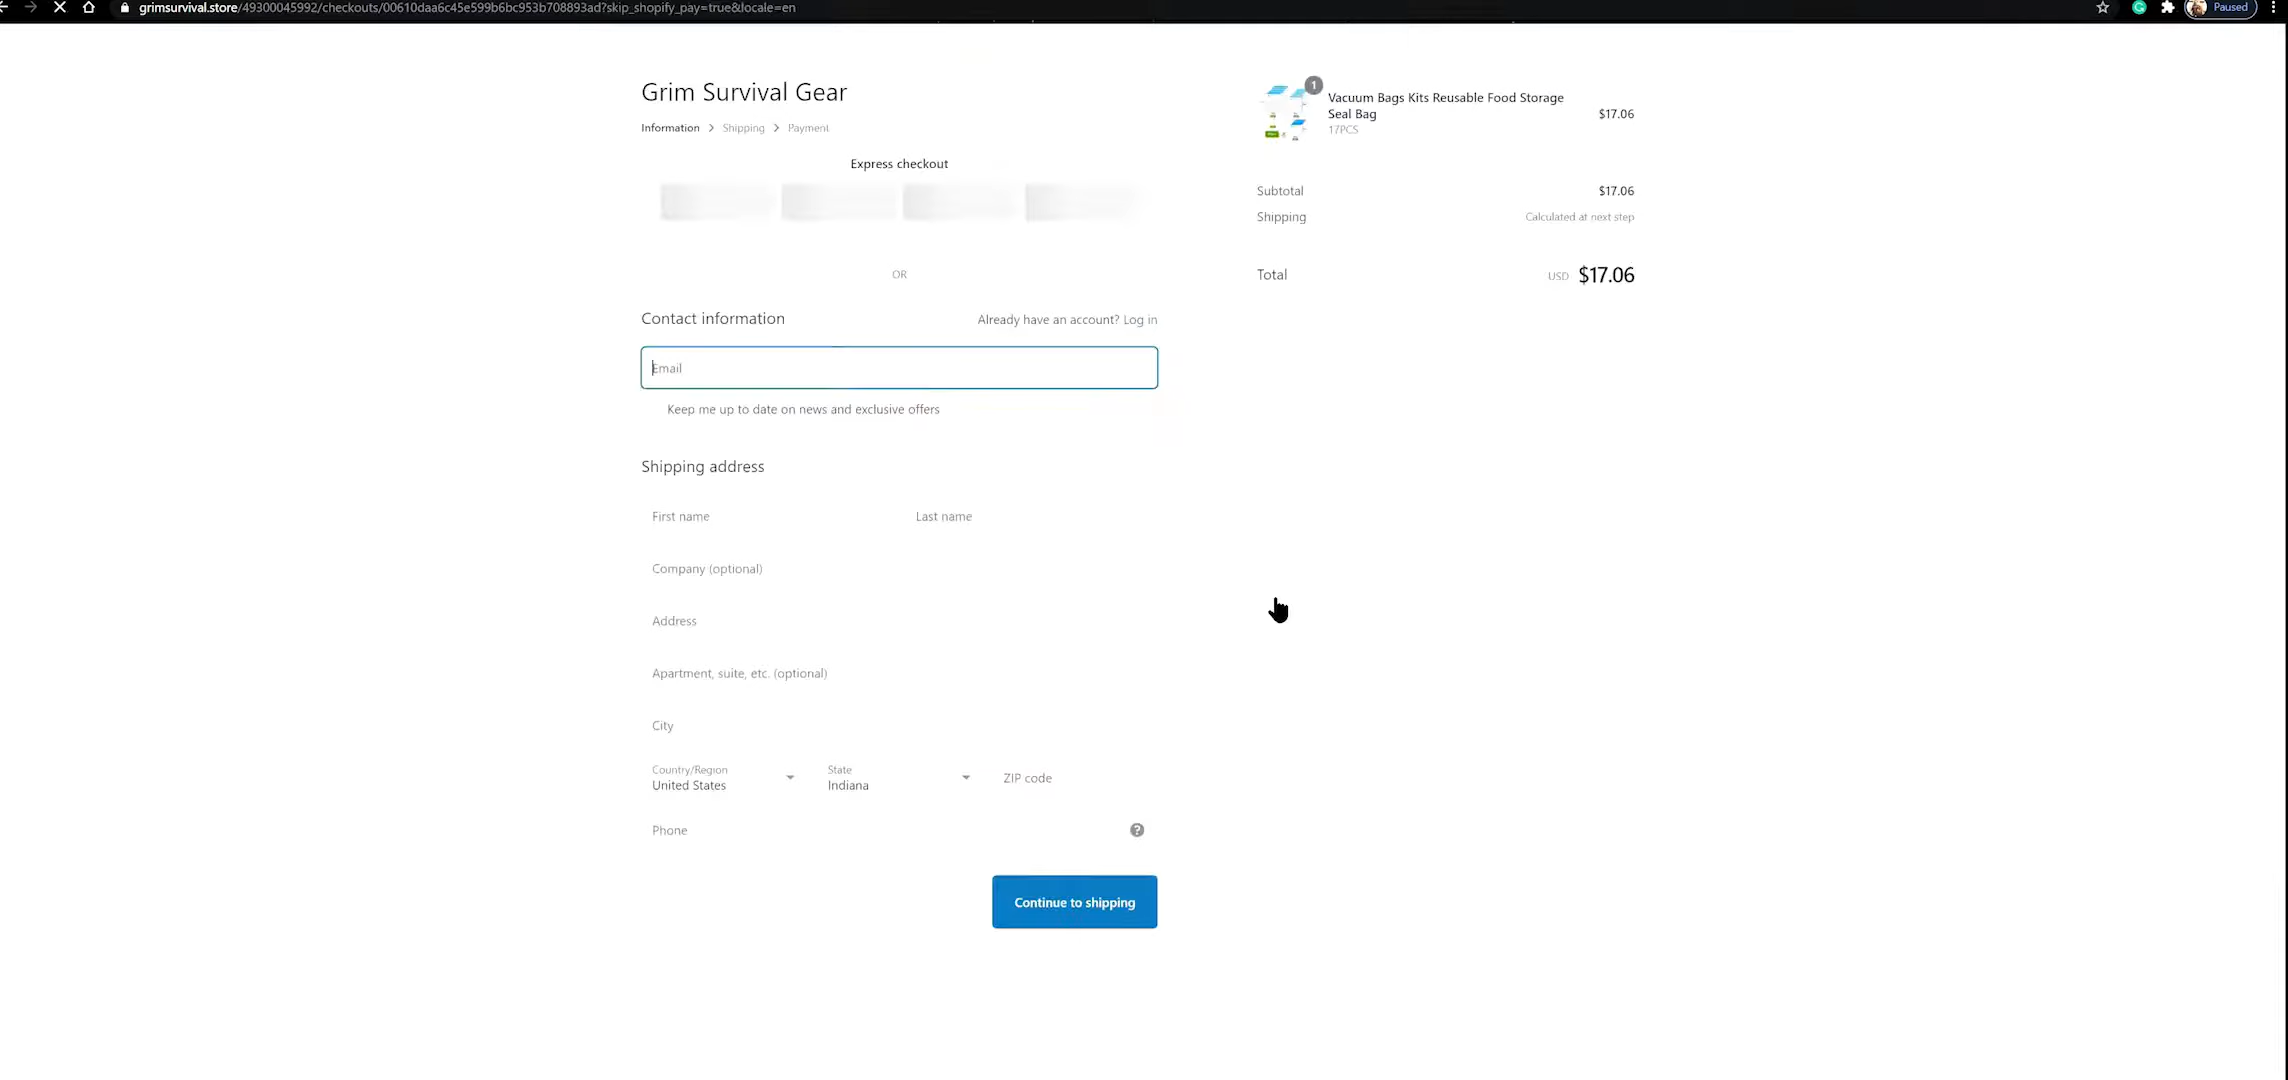 grimsurvival.store/49300045992/checkouts/00610daa6c45e599b6bc953b708893ad?skip_shopify_pay=true&locale=en
Paused
Grim Survival Gear
Information > Shipping > Payment
Express checkout
OR
Contact information
Already have an account? Log in
Email
Keep me up to date on news and exclusive offers
Shipping address
First name
Last name
Company (optional)
Address
Apartment, suite, etc. (optional)
City
Country/Region
United States
State
Indiana
ZIP code
Phone
?
Continue to shipping
1
Vacuum Bags Kits Reusable Food Storage
Seal Bag
17PCS
$17.06
Subtotal
$17.06
Shipping
Calculated at next step
Total
USD $17.06